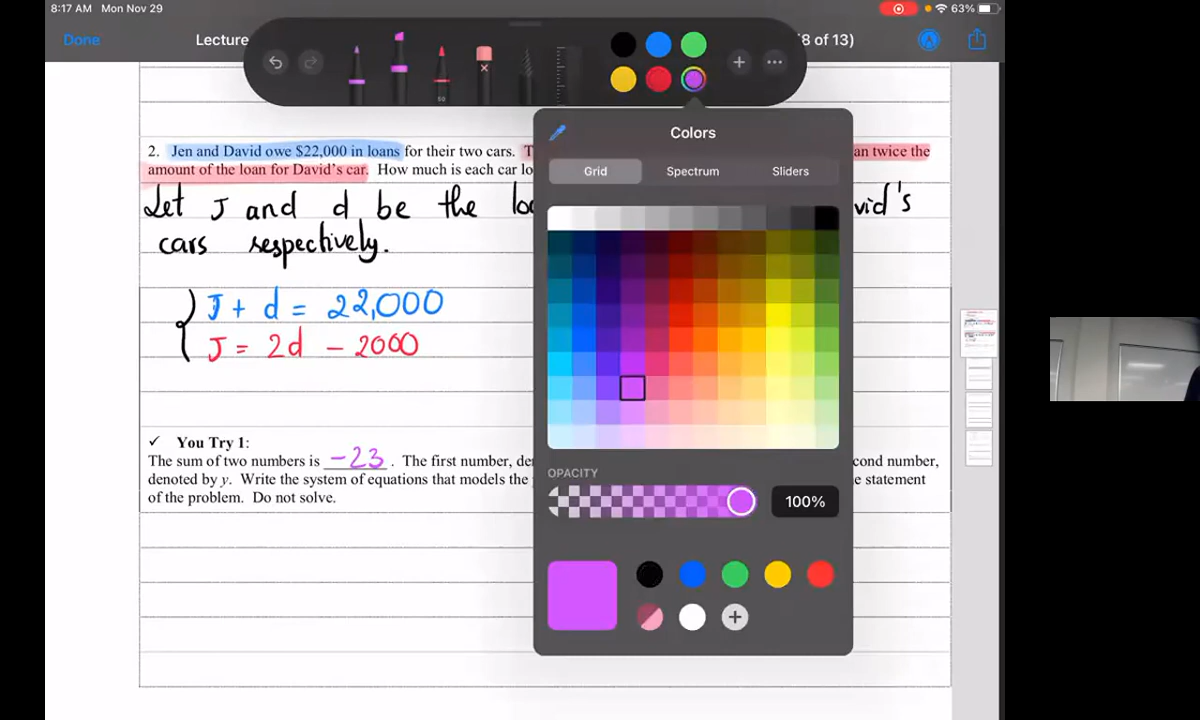 8:17 AM Mon Nov 29
63%
Done
Lecture
(8 of 13)
50
Colors
Grid
Spectrum
Sliders
2. Jen and David owe $22,000 in loans for their two cars. T
an twice the
amount of the loan for David's car. How much is each car lo
Let J and d be the lo
vid's
cars respectively.
J + d = 22,000
J = 2d - 2000
✓ You Try 1:
The sum of two numbers is -23. The first number, de
cond number,
denoted by y. Write the system of equations that models the
e statement
of the problem. Do not solve.
OPACITY
100%